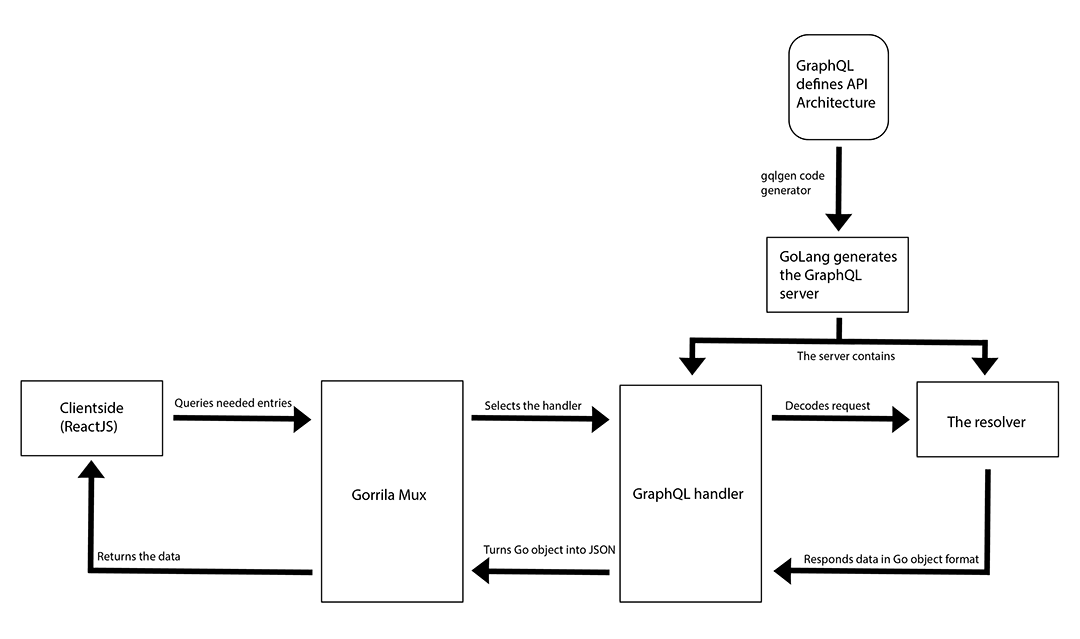 GraphQL
defines API
Architecture
gqlgen code
generator
GoLang generates
the GraphQL
server
The server contains
Clientside
(ReactJS)
Queries needed entries
Gorrila Mux
Selects the handler
GraphQL handler
Decodes request
The resolver
Responds data in Go object format
Turns Go object into JSON
Returns the data